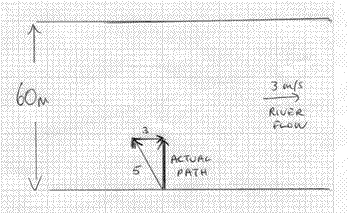 60m
3 m/s
RIVER
FLOW
3
5
ACTUAL
PATH